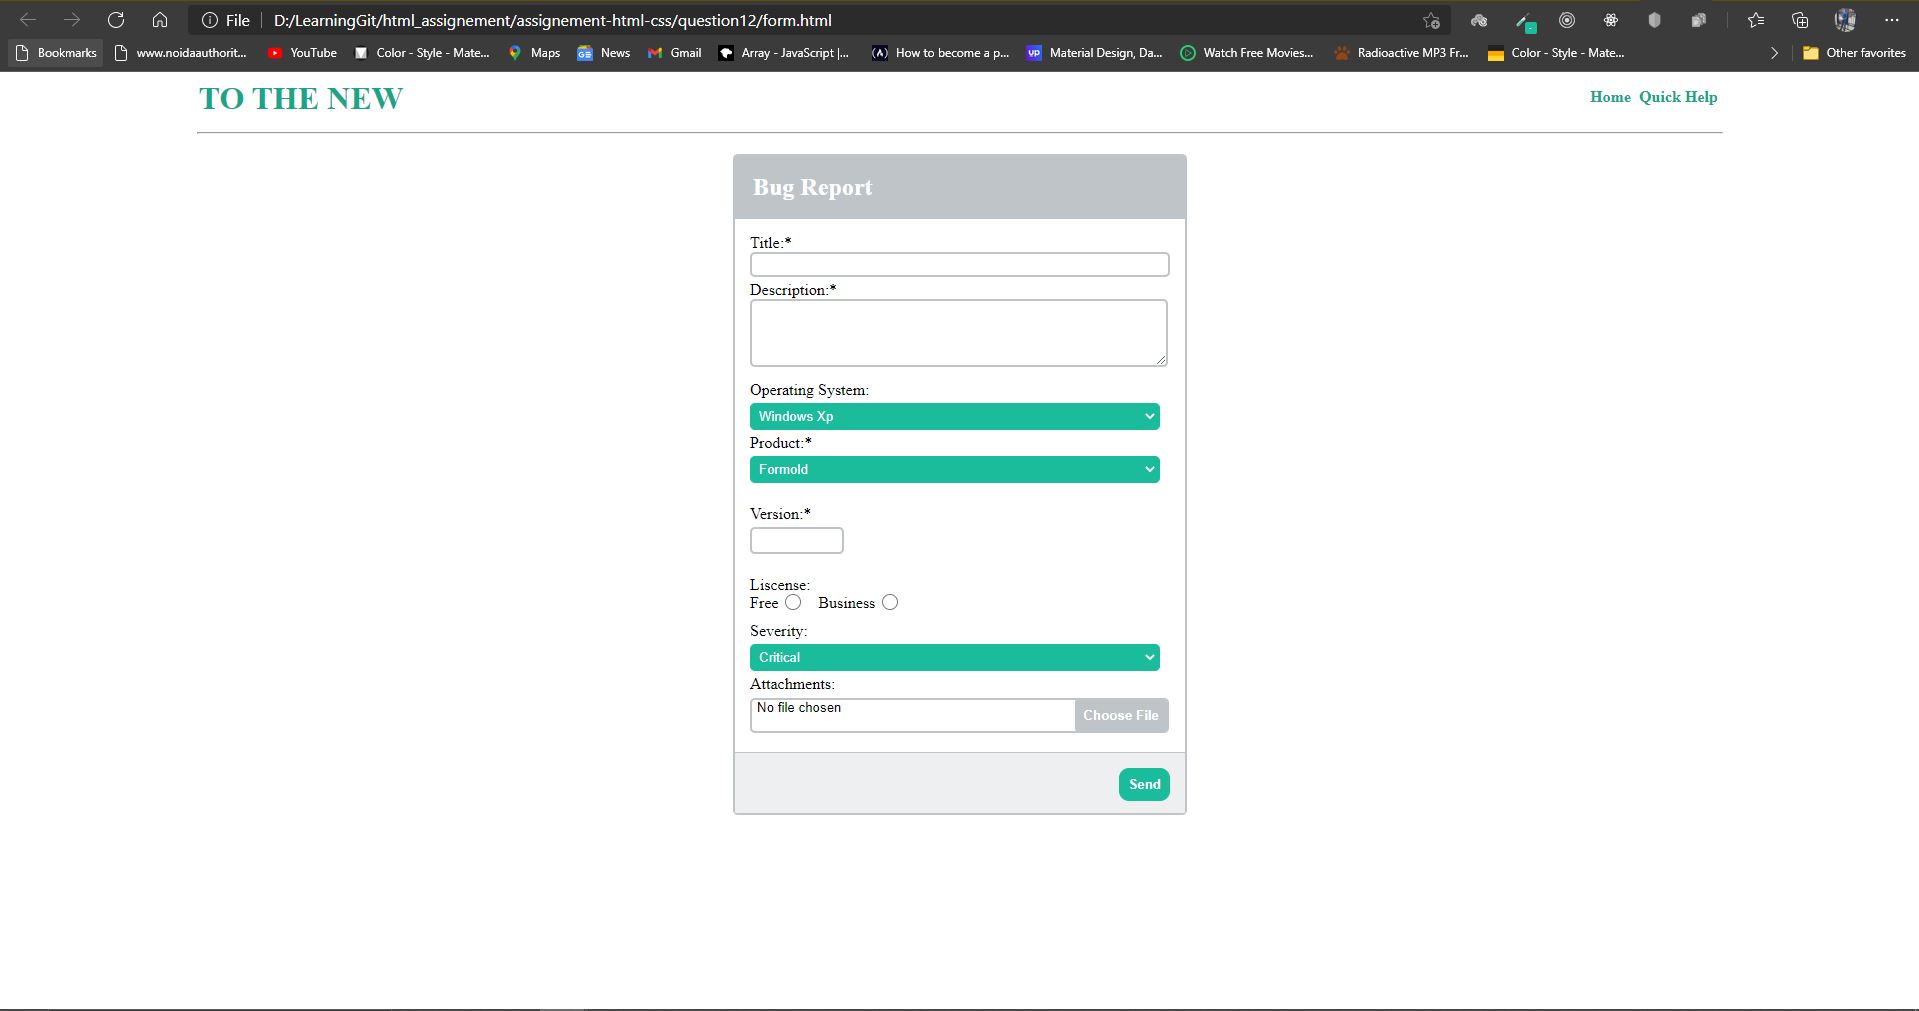 File D:/LearningGit/html_assignement/assignement-html-css/question12/form.html
Bookmarks www.noidaauthorit... YouTube Color - Style - Mate... Maps GE News Gmail Array - JavaScript |... (A) How to become a p... UP Material Design, Da... Watch Free Movies... Radioactive MP3 Fr... Color - Style - Mate... Other favorites
TO THE NEW Home Quick Help
Bug Report
Title:*
Description:*
Operating System:
Windows Xp
Product:*
Formold
Version:*
Liscense:
Free Business
Severity:
Critical
Attachments:
No file chosen Choose File
Send